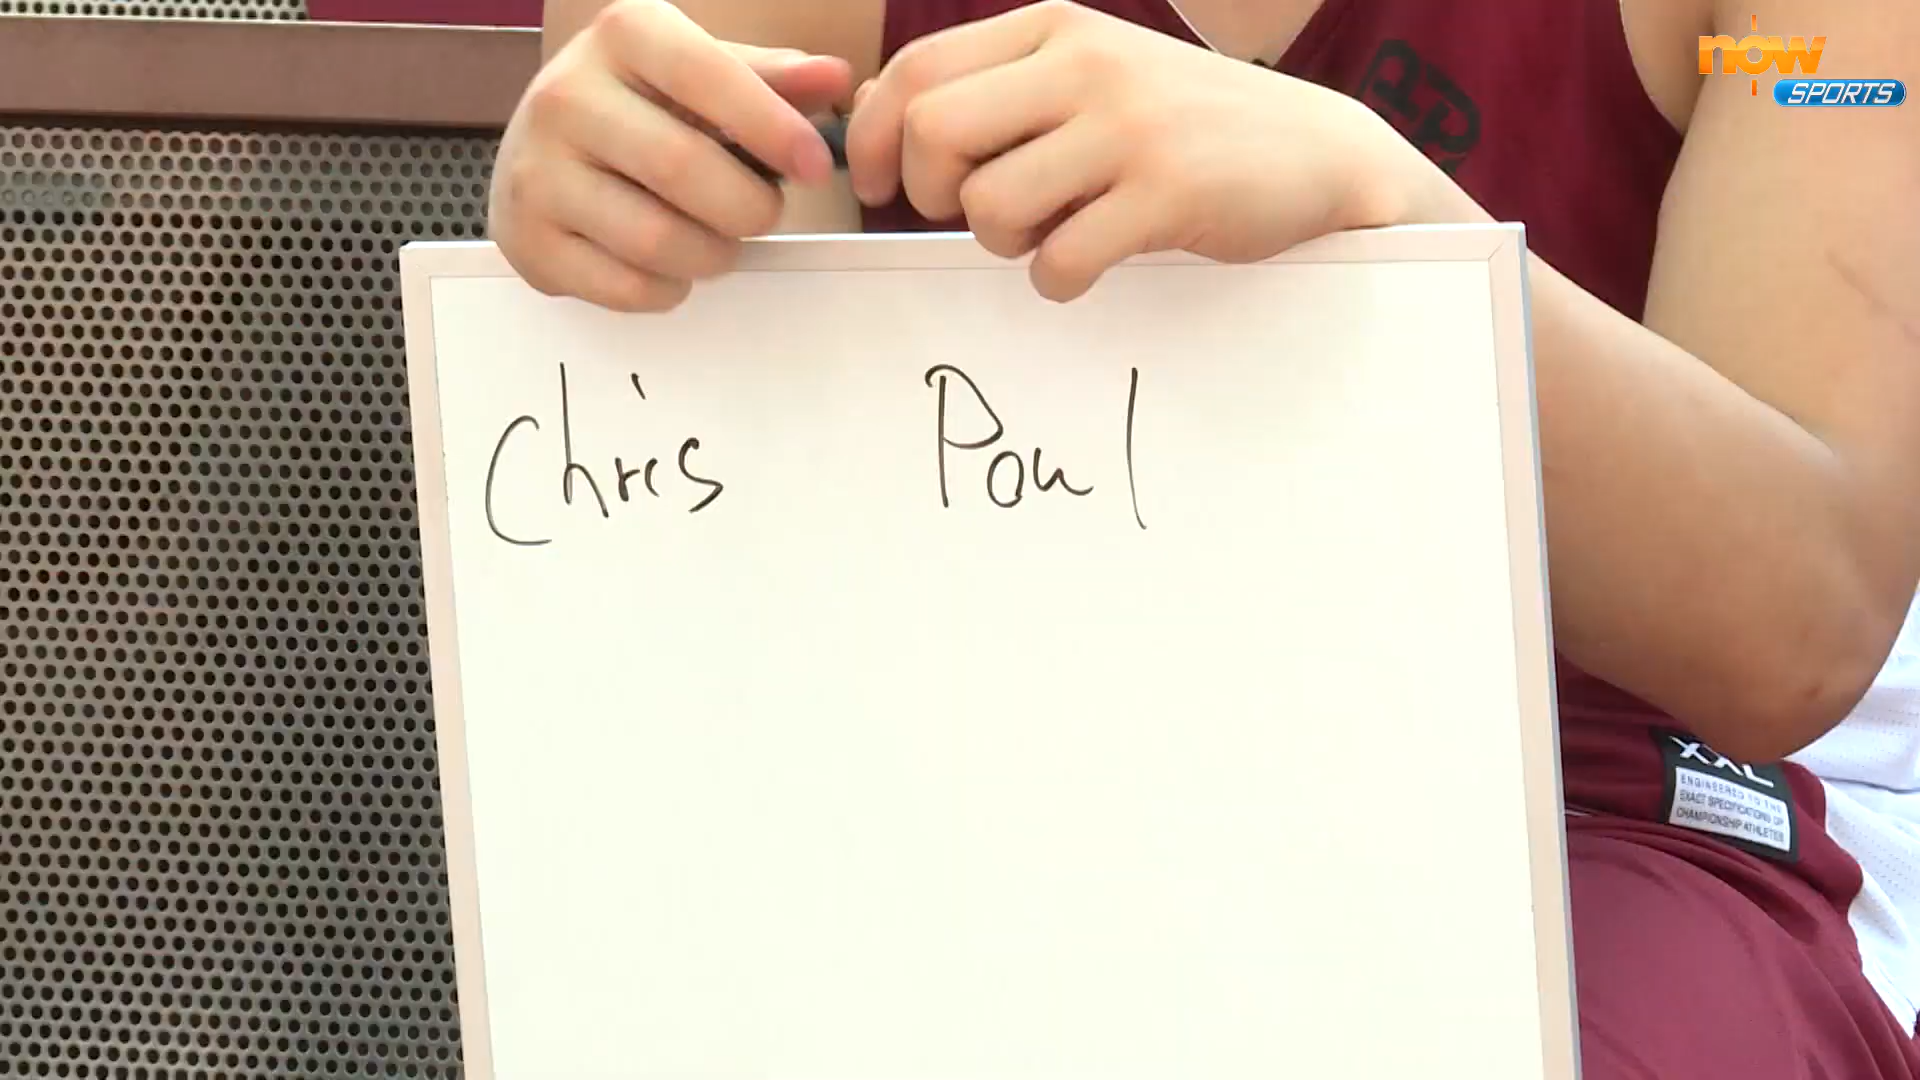 now
SPORTS
Chris Paul
XXL
ENGINEERED TO THE
EXACT SPECIFICATIONS OF
CHAMPIONSHIP ATHLETES